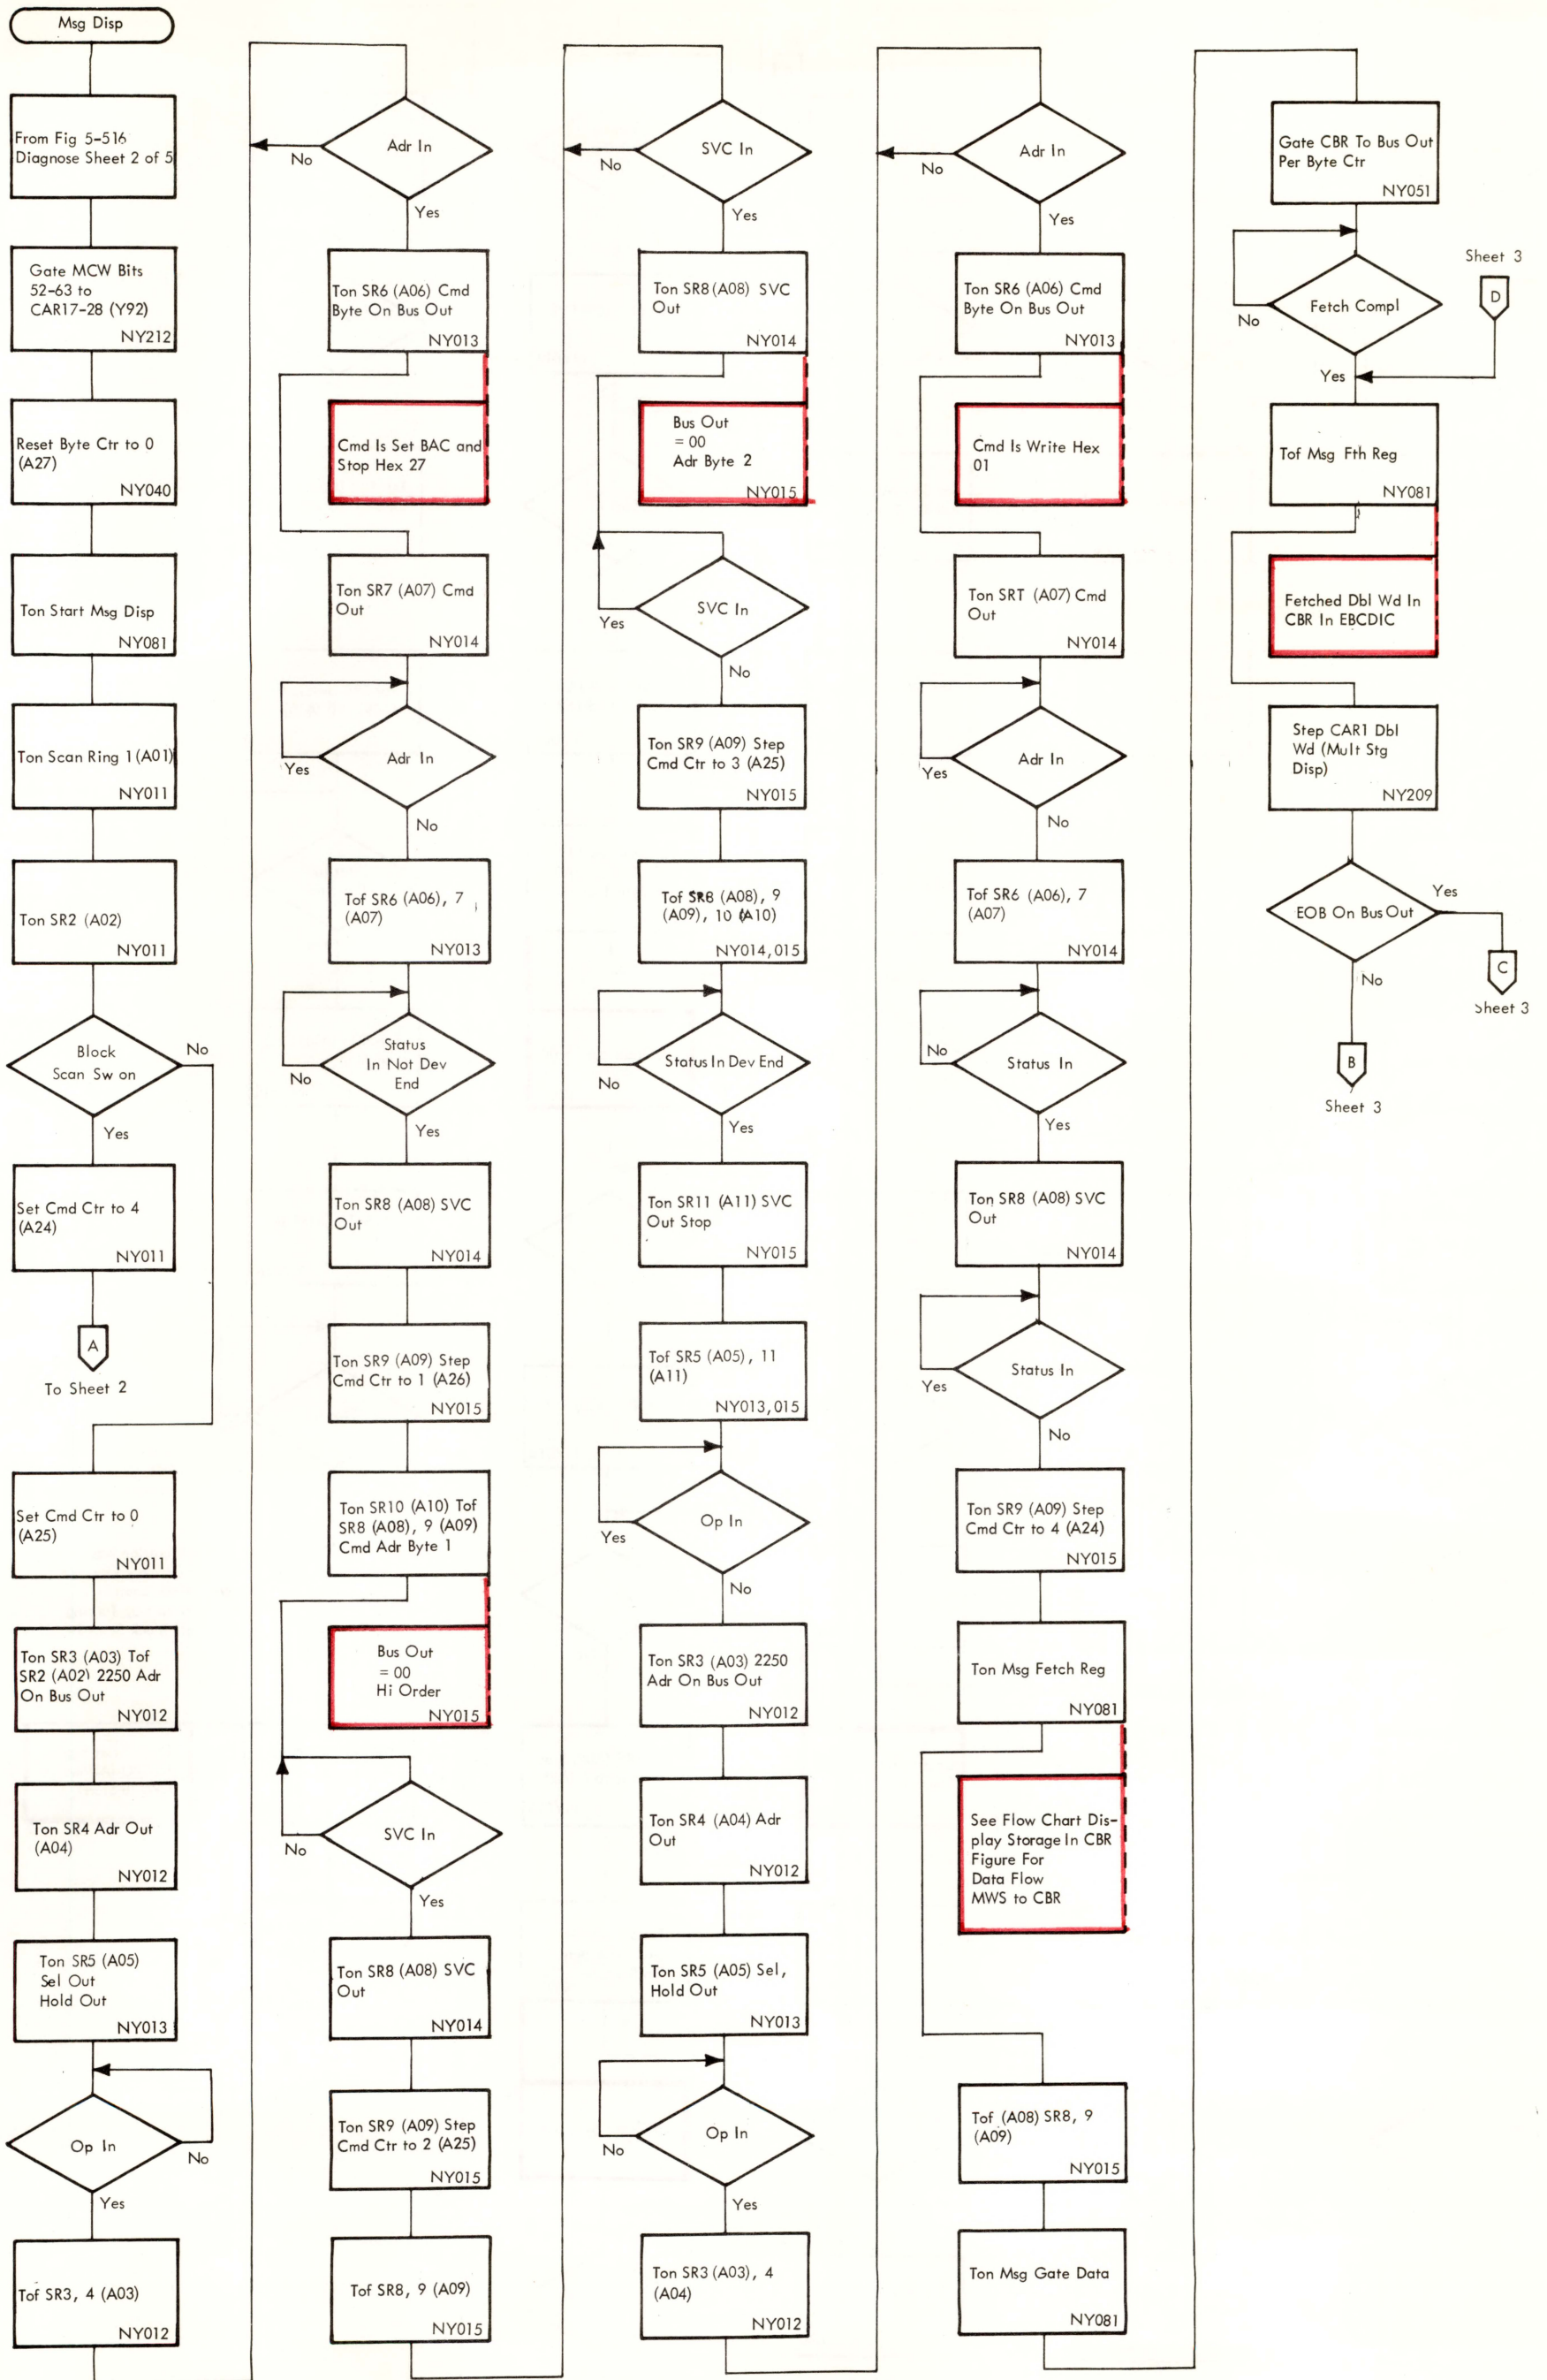 Msg Disp
From Fig 5-516
Diagnose Sheet 2 of 5
Gate MCW Bits
52-63 to
CAR17-28 (Y92)
NY212
Reset Byte Ctr to 0
(A27)
NY040
Ton Start Msg Disp
NY081
Ton Scan Ring 1 (A01)
NY011
Ton SR2 (A02)
NY011
Block
Scan Sw on
No
Yes
Set Cmd Ctr to 4
(A24)
NY011
A
To Sheet 2
Set Cmd Ctr to 0
(A25)
NY011
Ton SR3 (A03) Tof
SR2 (A02) 2250 Adr
On Bus Out
NY012
Ton SR4 Adr Out
(A04)
NY012
Ton SR5 (A05)
Sel Out
Hold Out
NY013
Op In
No
Yes
Tof SR3, 4 (A03)
NY012
Adr In
No
Yes
Ton SR6 (A06) Cmd
Byte On Bus Out
NY013
Cmd Is Set BAC and
Stop Hex 27
Ton SR7 (A07) Cmd
Out
NY014
Adr In
Yes
No
Tof SR6 (A06), 7
(A07)
NY013
Status
In Not Dev
End
No
Yes
Ton SR8 (A08) SVC
Out
NY014
Ton SR9 (A09) Step
Cmd Ctr to 1 (A26)
NY015
Ton SR10 (A10) Tof
SR8 (A08), 9 (A09)
Cmd Adr Byte 1
Bus Out
= 00
Hi Order
NY015
SVC In
No
Yes
Ton SR8 (A08) SVC
Out
NY014
Ton SR9 (A09) Step
Cmd Ctr to 2 (A25)
NY015
Tof SR8, 9 (A09)
NY015
SVC In
No
Yes
Ton SR8 (A08) SVC
Out
NY014
Bus Out
= 00
Adr Byte 2
NY015
SVC In
Yes
No
Ton SR9 (A09) Step
Cmd Ctr to 3 (A25)
NY015
Tof SR8 (A08), 9
(A09), 10 (A10)
NY014,015
Status In Dev End
No
Yes
Ton SR11 (A11) SVC
Out Stop
NY015
Tof SR5 (A05), 11
(A11)
NY013,015
Op In
Yes
No
Ton SR3 (A03) 2250
Adr On Bus Out
NY012
Ton SR4 (A04) Adr
Out
NY012
Ton SR5 (A05) Sel,
Hold Out
NY013
Op In
No
Yes
Ton SR3 (A03), 4
(A04)
NY012
Adr In
No
Yes
Ton SR6 (A06) Cmd
Byte On Bus Out
NY013
Cmd Is Write Hex
01
Ton SRT (A07) Cmd
Out
NY014
Adr In
Yes
No
Tof SR6 (A06), 7
(A07)
NY014
Status In
No
Yes
Ton SR8 (A08) SVC
Out
NY014
Status In
Yes
No
Ton SR9 (A09) Step
Cmd Ctr to 4 (A24)
NY015
Ton Msg Fetch Reg
NY081
See Flow Chart Dis-
play Storage In CBR
Figure For
Data Flow
MWS to CBR
Tof (A08) SR8, 9
(A09)
NY015
Ton Msg Gate Data
NY081
Gate CBR To Bus Out
Per Byte Ctr
NY051
Fetch Compl
No
Yes
Sheet 3
D
Tof Msg Fth Reg
NY081
Fetched Dbl Wd In
CBR In EBCDIC
Step CAR1 Dbl
Wd (Mult Stg
Disp)
NY209
EOB On Bus Out
Yes
No
C
Sheet 3
B
Sheet 3